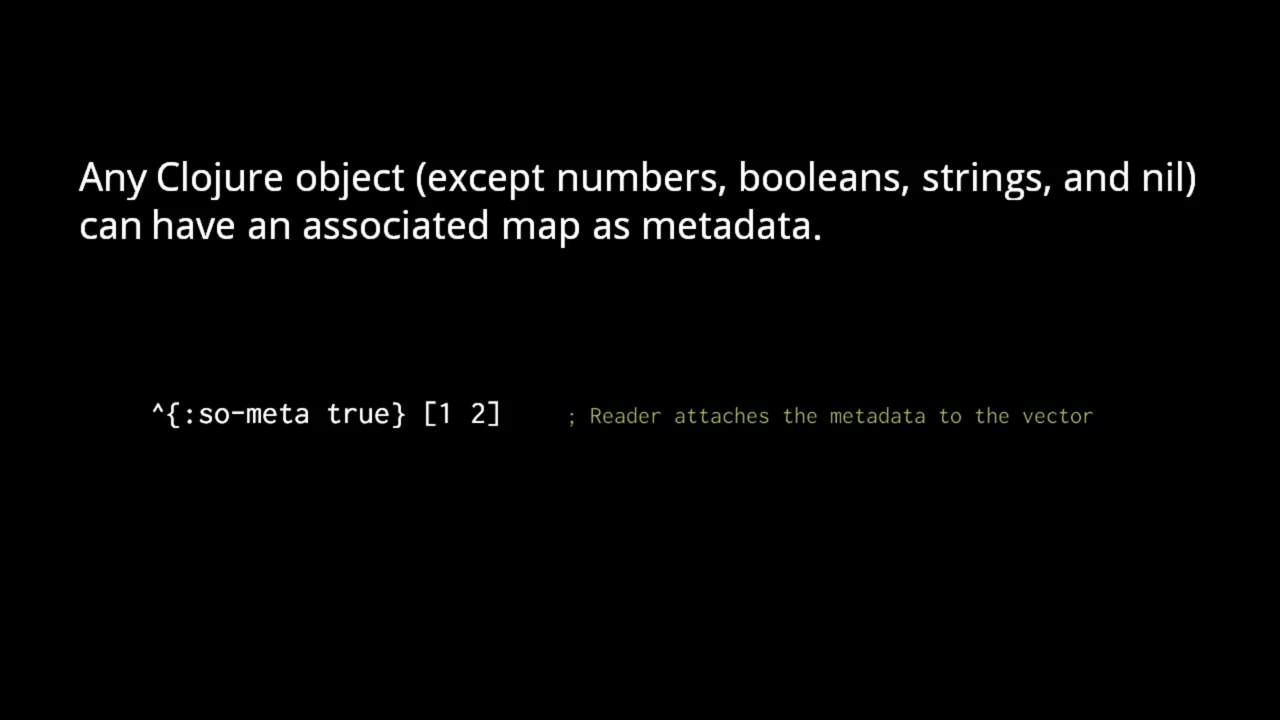 Any Clojure object (except numbers, booleans, strings, and nil)
can have an associated map as metadata.
^{:so-meta true} [1 2] ; Reader attaches the metadata to the vector